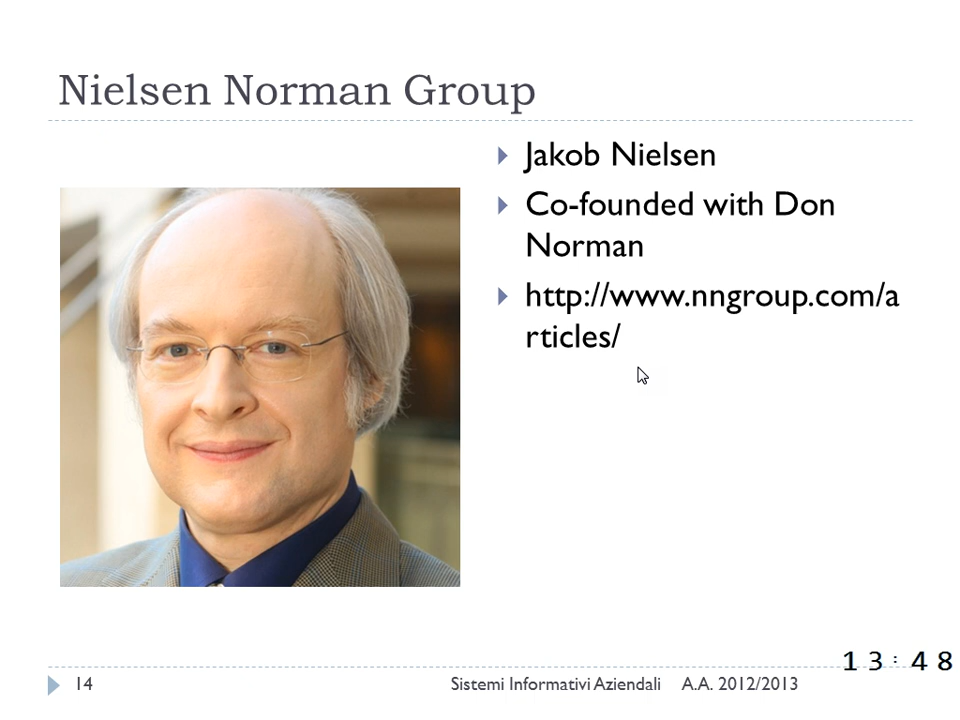 Nielsen Norman Group
Jakob Nielsen
Co-founded with Don
Norman
http://www.nngroup.com/a
rticles/
13:48
14
Sistemi Informativi Aziendali A.A. 2012/2013